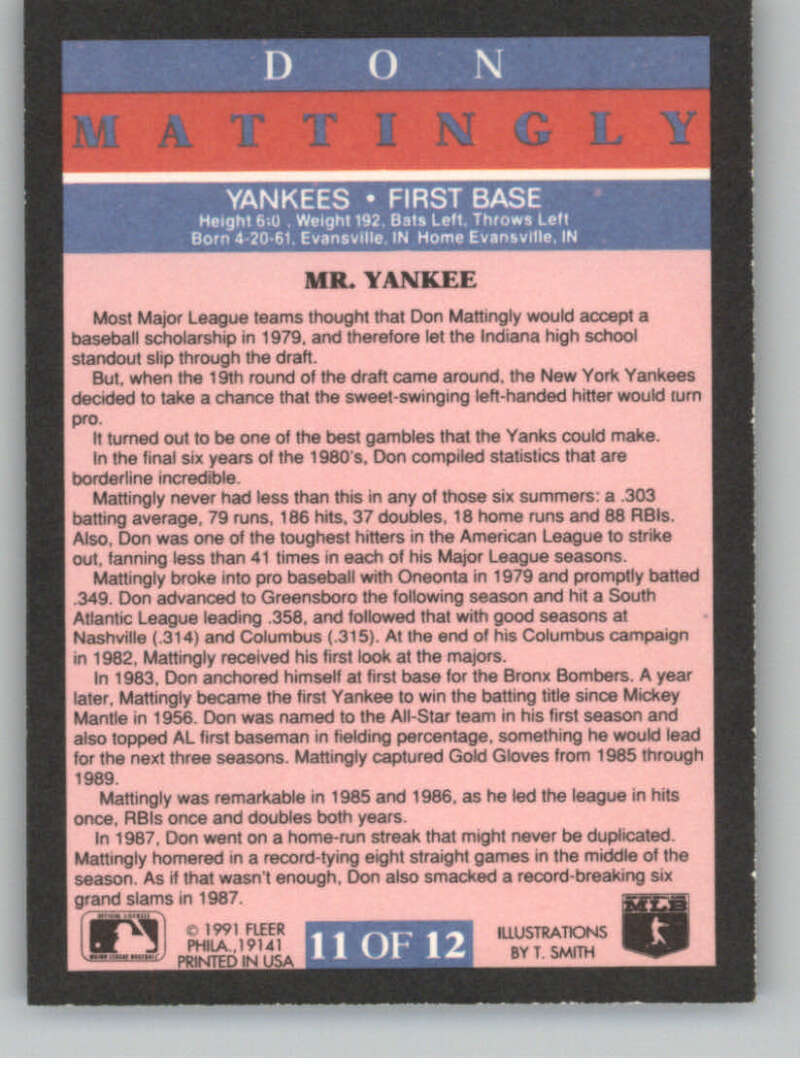 DON
MATTINGLY
YANKEES • FIRST BASE
Height 6:0 , Weight 192, Bats Left, Throws Left
Born 4-20-61, Evansville, IN Home Evansville, IN
MR. YANKEE
Most Major League teams thought that Don Mattingly would accept a
baseball scholarship in 1979, and therefore let the Indiana high school
standout slip through the draft.
But, when the 19th round of the draft came around, the New York Yankees
decided to take a chance that the sweet-swinging left-handed hitter would turn
pro.
It turned out to be one of the best gambles that the Yanks could make.
In the final six years of the 1980's, Don compiled statistics that are
borderline incredible.
Mattingly never had less than this in any of those six summers: a .303
batting average, 79 runs, 186 hits, 37 doubles, 18 home runs and 88 RBIs.
Also, Don was one of the toughest hitters in the American League to strike
out, fanning less than 41 times in each of his Major League seasons.
Mattingly broke into pro baseball with Oneonta in 1979 and promptly batted
.349. Don advanced to Greensboro the following season and hit a South
Atlantic League leading .358, and followed that with good seasons at
Nashville (.314) and Columbus (.315). At the end of his Columbus campaign
in 1982, Mattingly received his first look at the majors.
In 1983, Don anchored himself at first base for the Bronx Bombers. A year
later, Mattingly became the first Yankee to win the batting title since Mickey
Mantle in 1956. Don was named to the All-Star team in his first season and
also topped AL first baseman in fielding percentage, something he would lead
for the next three seasons. Mattingly captured Gold Gloves from 1985 through
1989.
Mattingly was remarkable in 1985 and 1986, as he led the league in hits
once, RBIs once and doubles both years.
In 1987, Don went on a home-run streak that might never be duplicated.
Mattingly homered in a record-tying eight straight games in the middle of the
season. As if that wasn't enough, Don also smacked a record-breaking six
grand slams in 1987.
OFFICIAL LICENSEE
MAJOR LEAGUE BASEBALL
© 1991 FLEER
PHILA.,19141
PRINTED IN USA
11 OF 12
ILLUSTRATIONS
BY T. SMITH
MLB